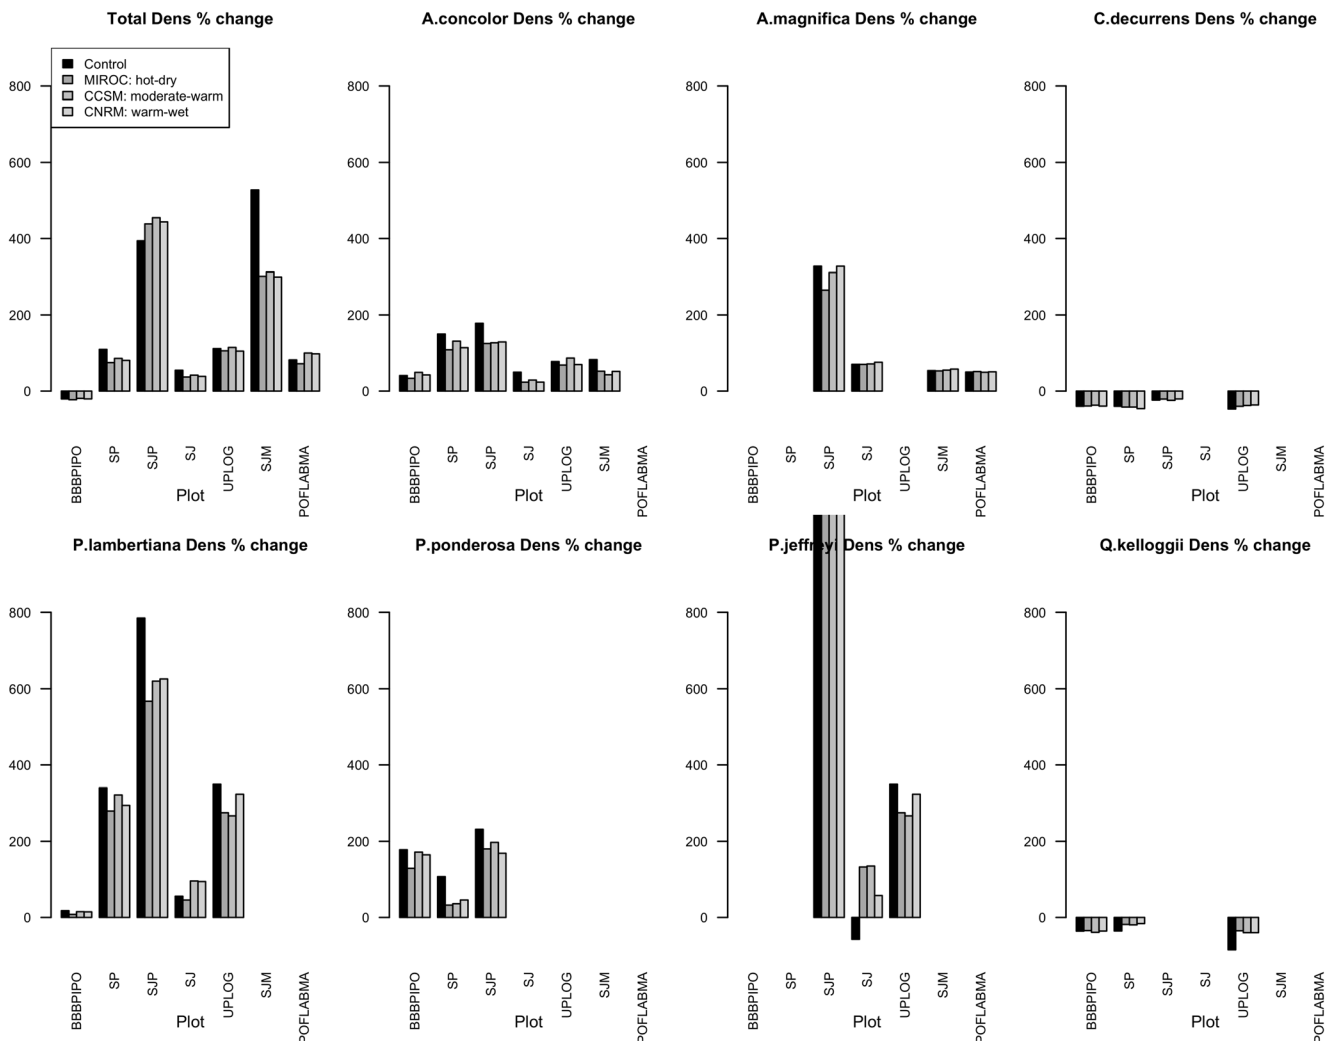 Total Dens % change
A.concolor Dens % change
A.magnifica Dens % change
C.decurrens Dens % change
Control
MIROC: hot-dry
CCSM: moderate-warm
CNRM: warm-wet
800
600
400
200
0
BBBPIPO
SP
SJP
SJ
UPLOG
SJM
POFLABMA
Plot
800
600
400
200
0
BBBPIPO
SP
SJP
SJ
UPLOG
SJM
POFLABMA
Plot
800
600
400
200
0
BBBPIPO
SP
SJP
SJ
UPLOG
SJM
POFLABMA
Plot
800
600
400
200
0
BBBPIPO
SP
SJP
SJ
UPLOG
SJM
POFLABMA
Plot
P.lambertiana Dens % change
P.ponderosa Dens % change
P.jeffreyi Dens % change
Q.kelloggii Dens % change
800
600
400
200
0
BBBPIPO
SP
SJP
SJ
UPLOG
SJM
POFLABMA
Plot
800
600
400
200
0
BBBPIPO
SP
SJP
SJ
UPLOG
SJM
POFLABMA
Plot
800
600
400
200
0
BBBPIPO
SP
SJP
SJ
UPLOG
SJM
POFLABMA
Plot
800
600
400
200
0
BBBPIPO
SP
SJP
SJ
UPLOG
SJM
POFLABMA
Plot